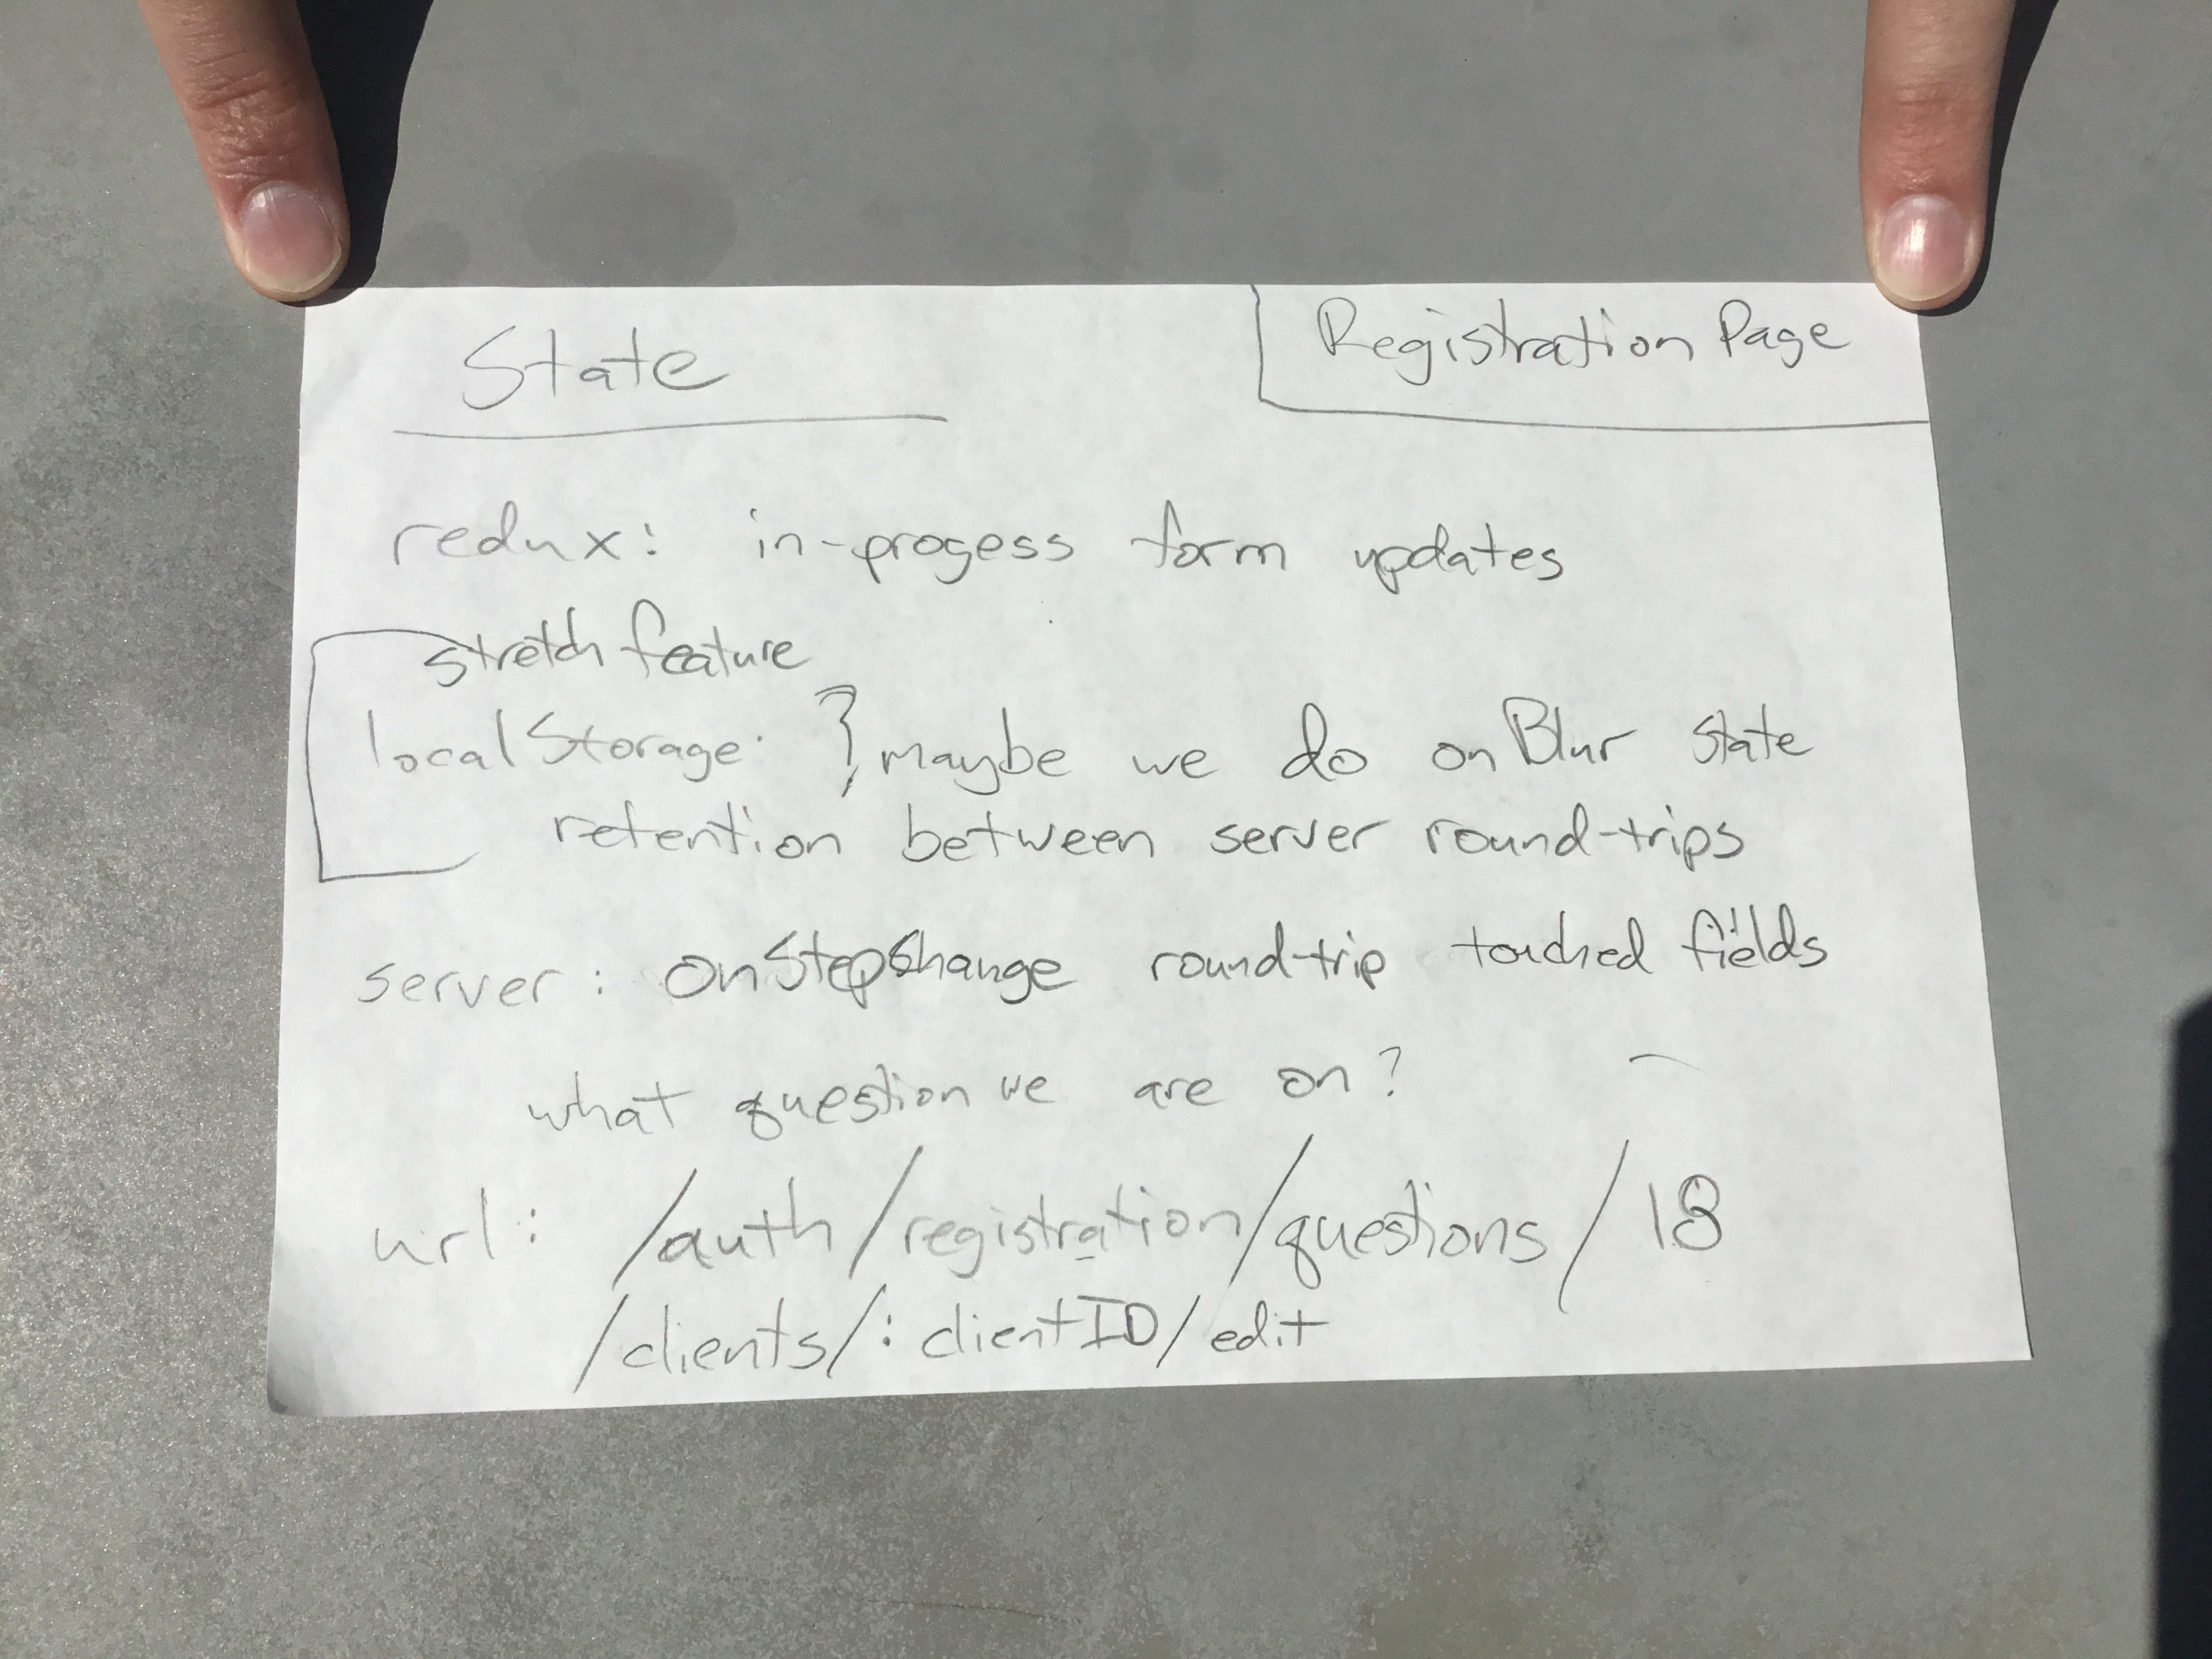 Registration Page
State
redux: in-progess form updates
stretch feature
localStorage: } maybe we do onBlur state
retention between server round-trips
server: onStepChange round-trip touched fields
what question we are on?
url: /auth/registration/questions/18
/clients/:clientID/edit